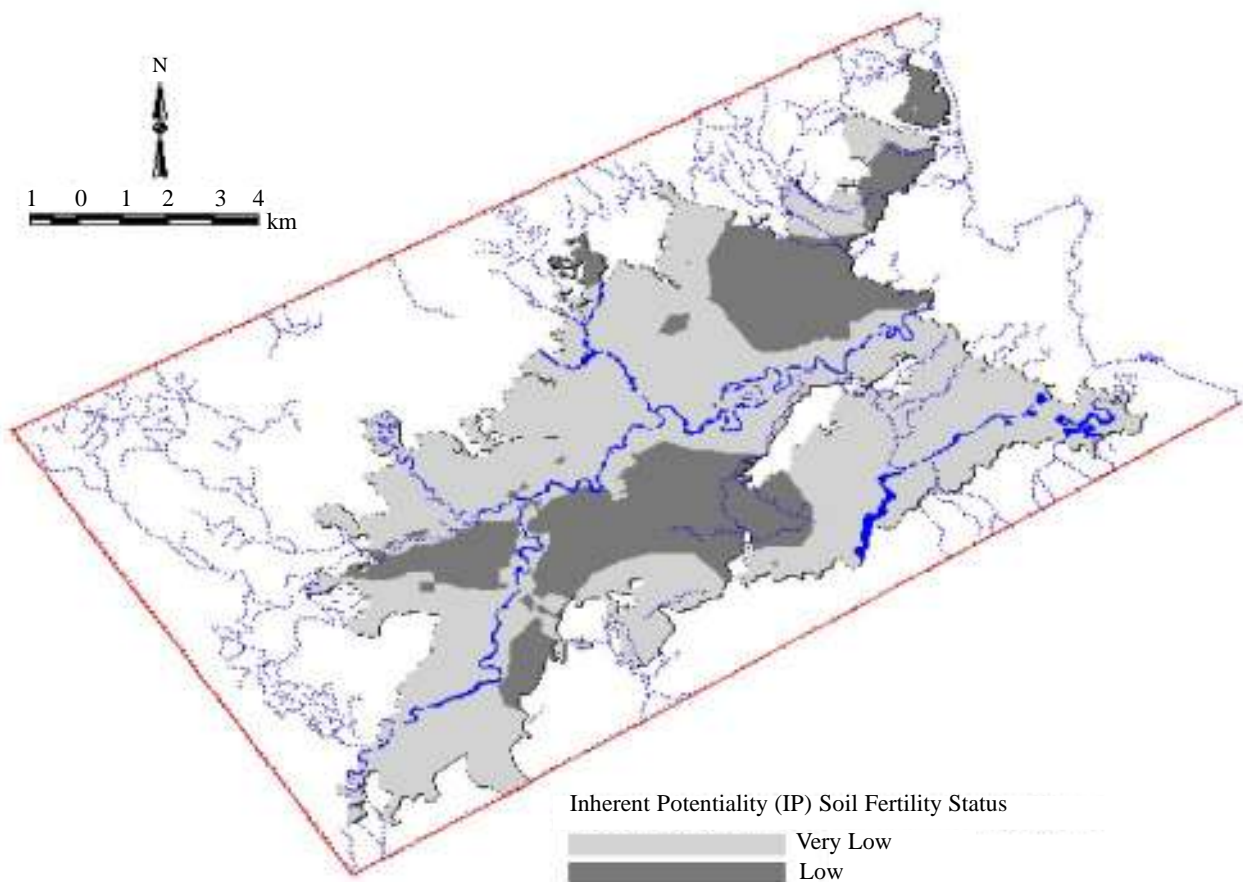 N
1 0 1 2 3 4
km
Inherent Potentiality (IP) Soil Fertility Status
Very Low
Low